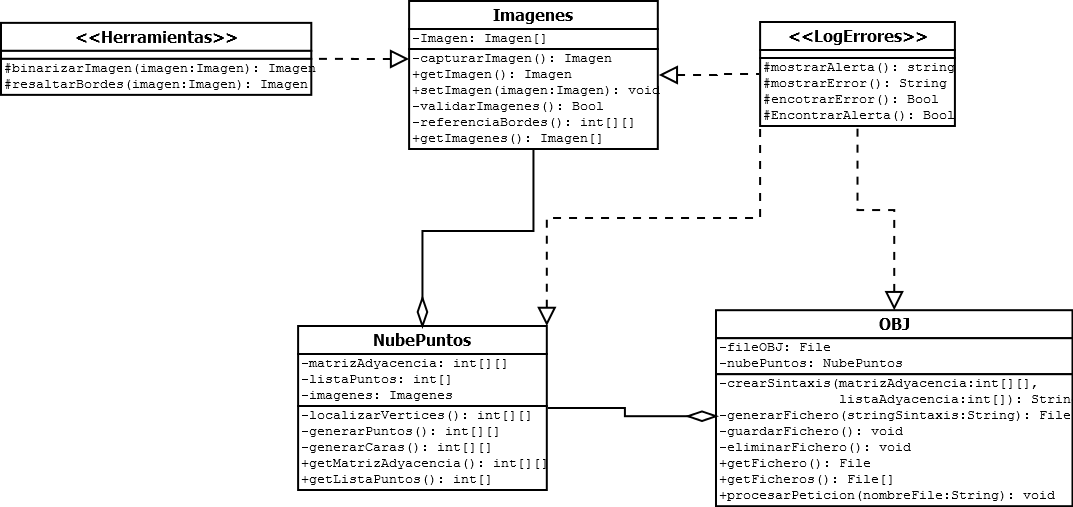 <<Herramientas>>
#binarizarImagen(imagen:Imagen): Imagen
#resaltarBordes(imagen:Imagen): Imagen
Imagenes
-Imagen: Imagen[]
-capturarImagen(): Imagen
+getImagen(): Imagen
+setImagen(imagen:Imagen): void
-validarImagenes(): Bool
-referenciaBordes(): int[][]
+getImagenes(): Imagen[]
<<LogErrores>>
#mostrarAlerta(): string
#mostrarError(): String
#encotrarError(): Bool
#EncontrarAlerta(): Bool
NubePuntos
-matrizAdyacencia: int[][]
-listaPuntos: int[]
-imagenes: Imagenes
-localizarVertices(): int[][]
-generarPuntos(): int[][]
-generarCaras(): int[][]
+getMatrizAdyacencia(): int[][]
+getListaPuntos(): int[]
OBJ
-fileOBJ: File
-nubePuntos: NubePuntos
-crearSintaxis(matrizAdyacencia:int[][],
listaAdyacencia:int[]): Strin
-generarFichero(stringSintaxis:String): File
-guardarFichero(): void
-eliminarFichero(): void
+getFichero(): File
+getFicheros(): File[]
+procesarPeticion(nombreFile:String): void